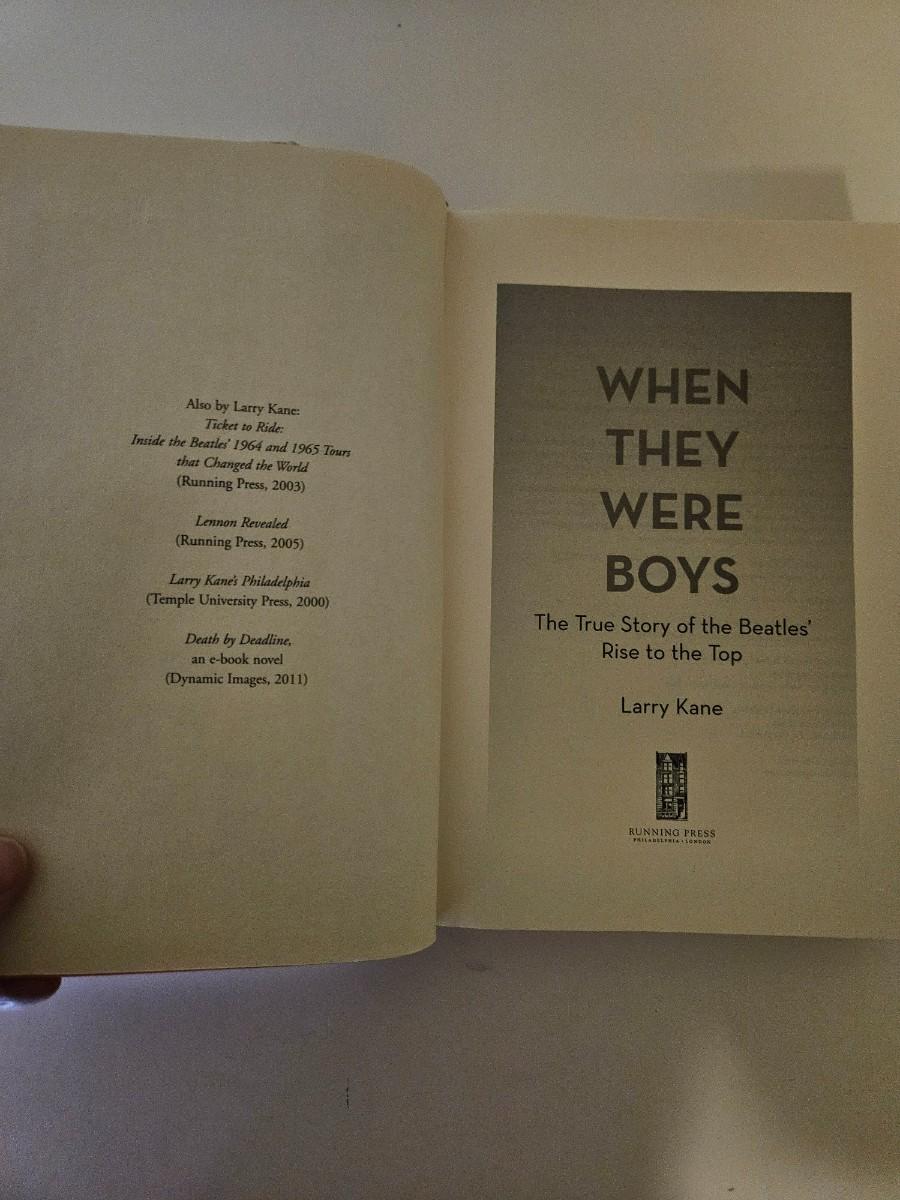 Also by Larry Kane:
Ticket to Ride:
Inside the Beatles' 1964 and 1965 Tours
that Changed the World
(Running Press, 2003)
Lennon Revealed
(Running Press, 2005)
Larry Kane's Philadelphia
(Temple University Press, 2000)
Death by Deadline,
an e-book novel
(Dynamic Images, 2011)
WHEN
THEY
WERE
BOYS
The True Story of the Beatles'
Rise to the Top
Larry Kane
RUNNING PRESS
PHILADELPHIA • LONDON